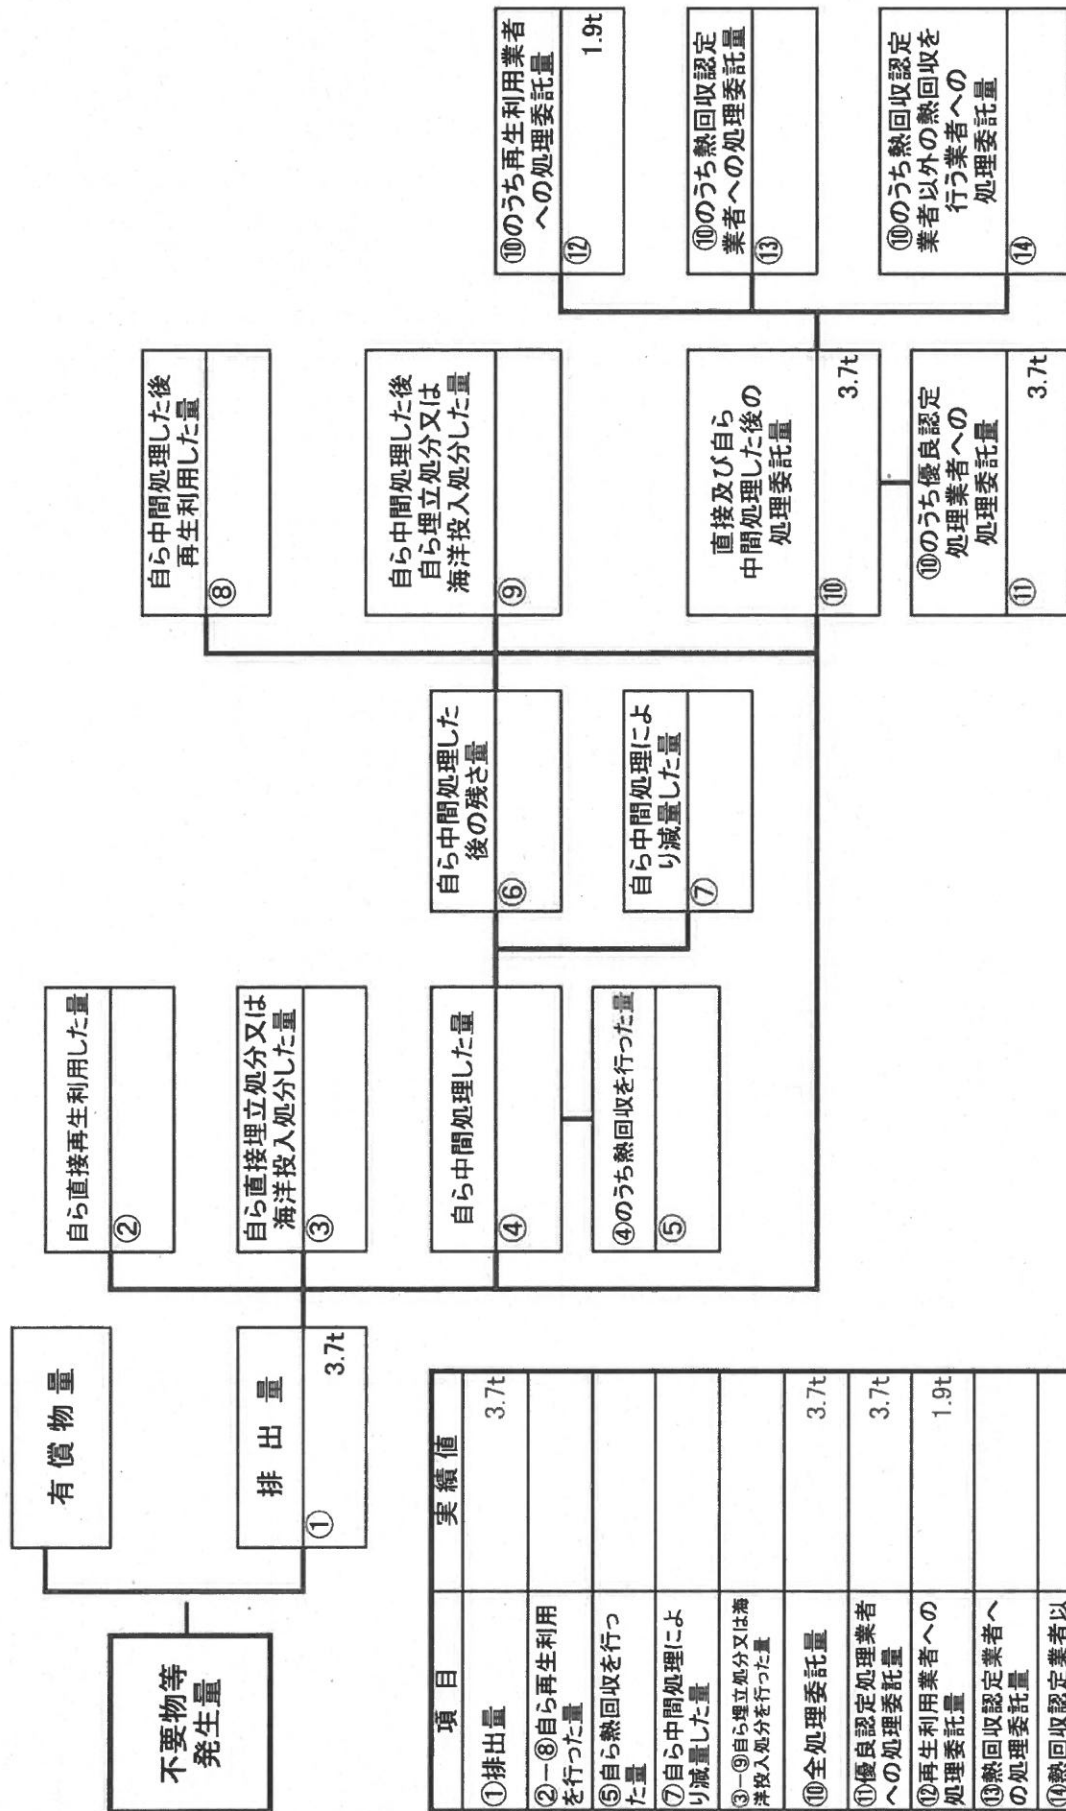 不要物等
発生量
有償物量
排出量
①
3.7t
自ら直接再生利用した量
②
自ら直接埋立処分又は
海洋投入処分した量
③
自ら中間処理した量
④
④のうち熱回収を行った量
⑤
自ら中間処理した
後の残さ量
⑥
自ら中間処理によ
り減量した量
⑦
自ら中間処理した後
再生利用した量
⑧
自ら中間処理した後
自ら埋立処分又は
海洋投入処分した量
⑨
直接及び自ら
中間処理した後の
処理委託量
⑩
3.7t
⑩のうち優良認定
処理業者への
処理委託量
⑪
3.7t
⑩のうち再生利用業者
への処理委託量
⑫
1.9t
⑩のうち熱回収認定
業者への処理委託量
⑬
⑩のうち熱回収認定
業者以外の熱回収を
行う業者への
処理委託量
⑭
項目 実績値
①排出量 3.7t
②ー⑧自ら再生利用
を行った量
⑤自ら熱回収を行っ
た量
⑦自ら中間処理によ
り減量した量
③ー⑨自ら埋立処分又は海
洋投入処分を行った量
⑩全処理委託量 3.7t
⑪優良認定処理業者
への処理委託量 3.7t
⑫再生利用業者への
処理委託量 1.9t
⑬熱回収認定業者へ
の処理委託量
⑭熱回収認定業者以